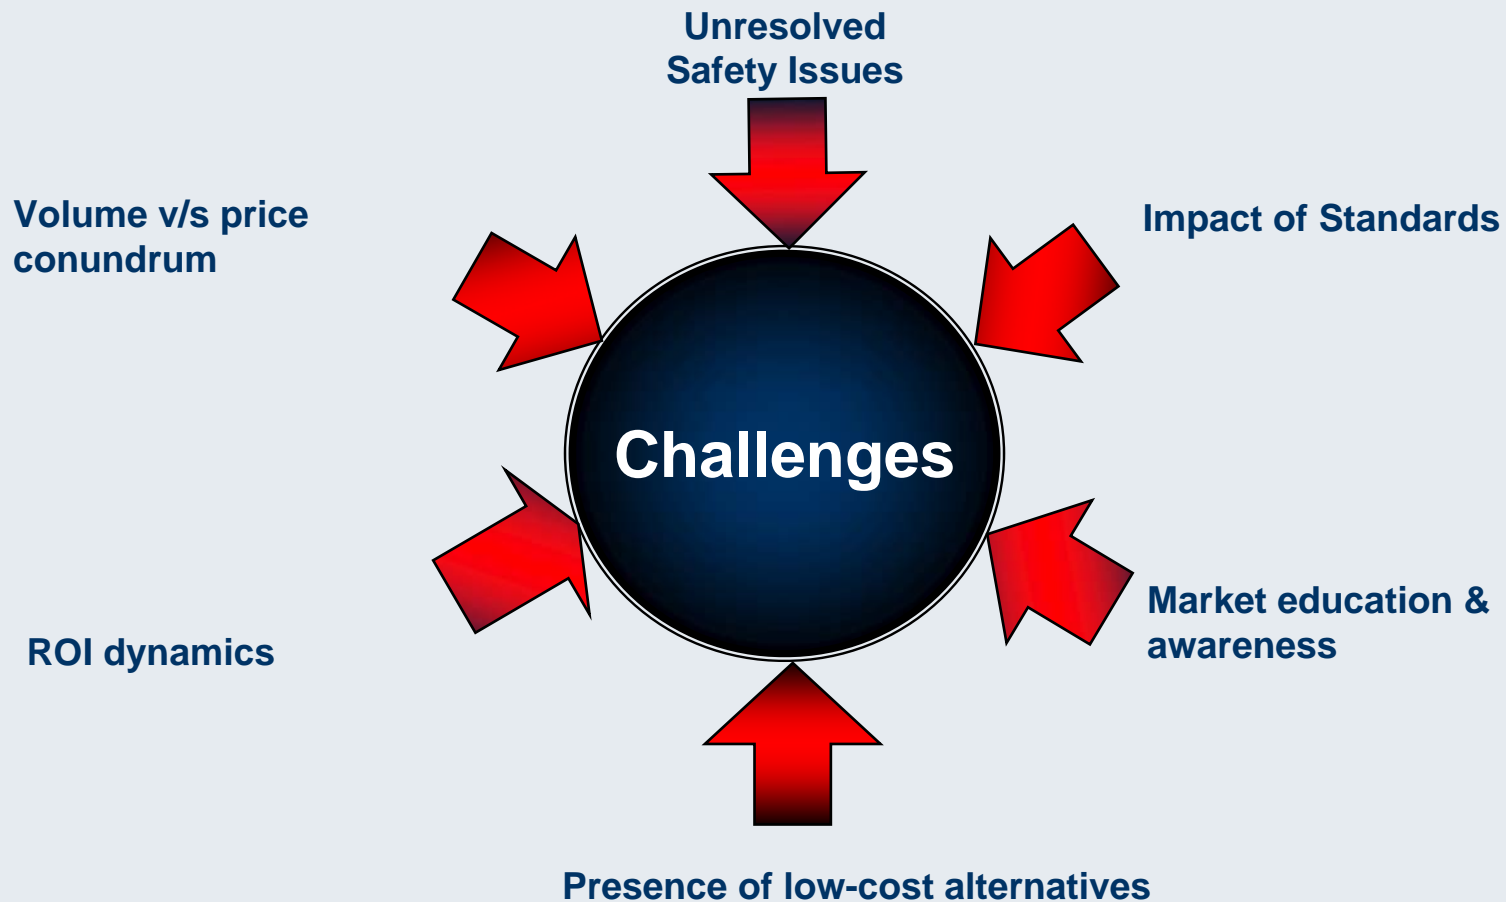 Unresolved
Safety Issues
Volume v/s price
conundrum
Impact of Standards
Challenges
Market education &
awareness
ROI dynamics
Presence of low-cost alternatives